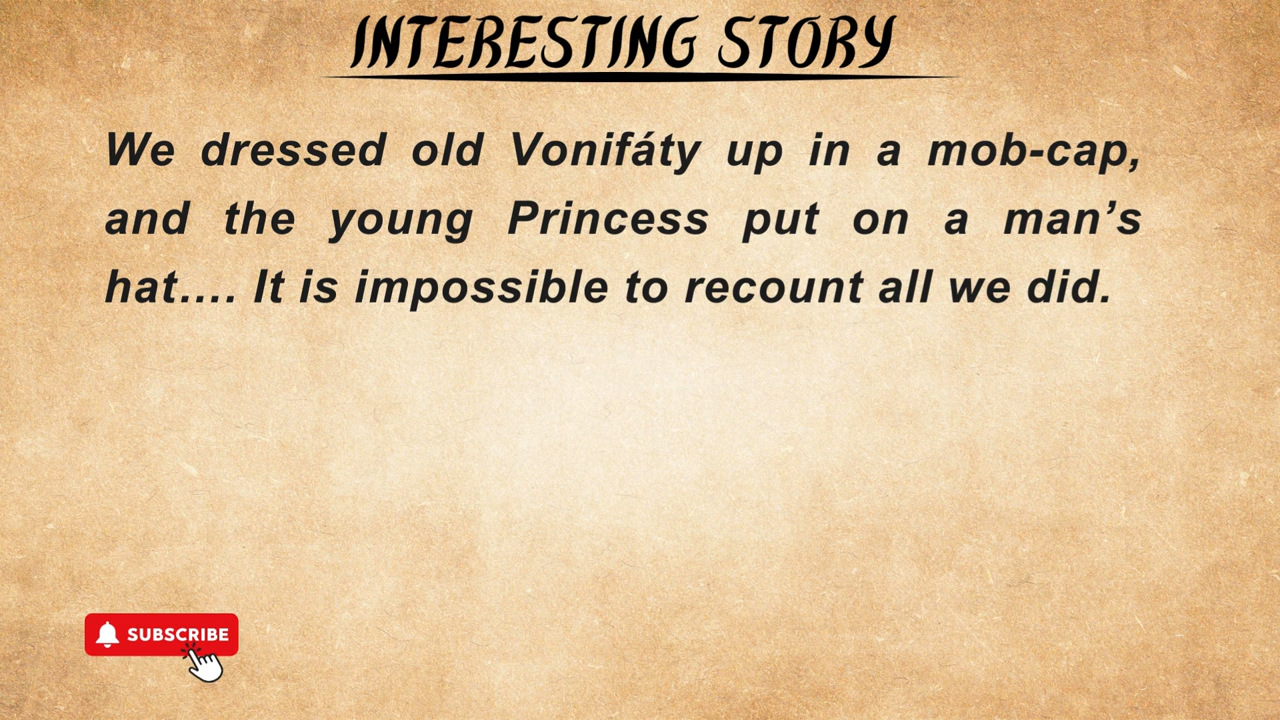 INTERESTING STORY
We dressed old Vonifáty up in a mob-cap,
and the young Princess put on a man’s
hat.... It is impossible to recount all we did.
SUBSCRIBE